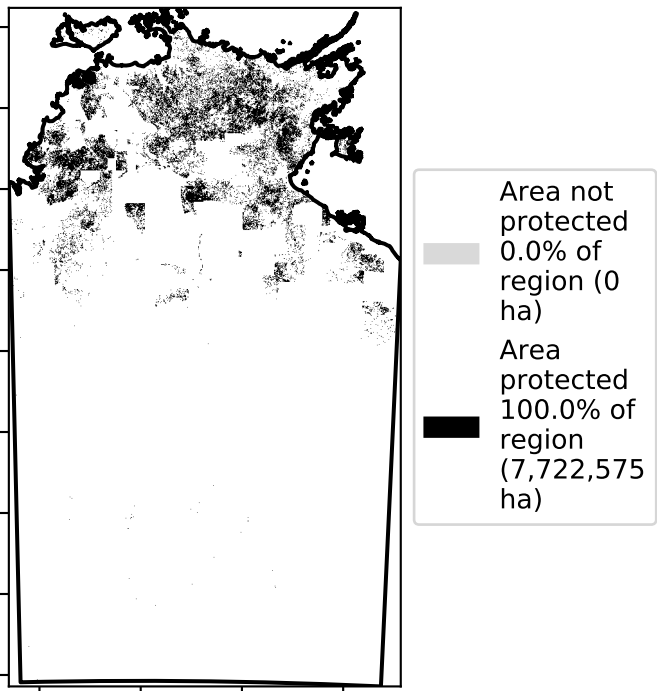 Area not
protected
0.0% of
region (0
ha)
Area
protected
100.0% of
region
(7,722,575
ha)